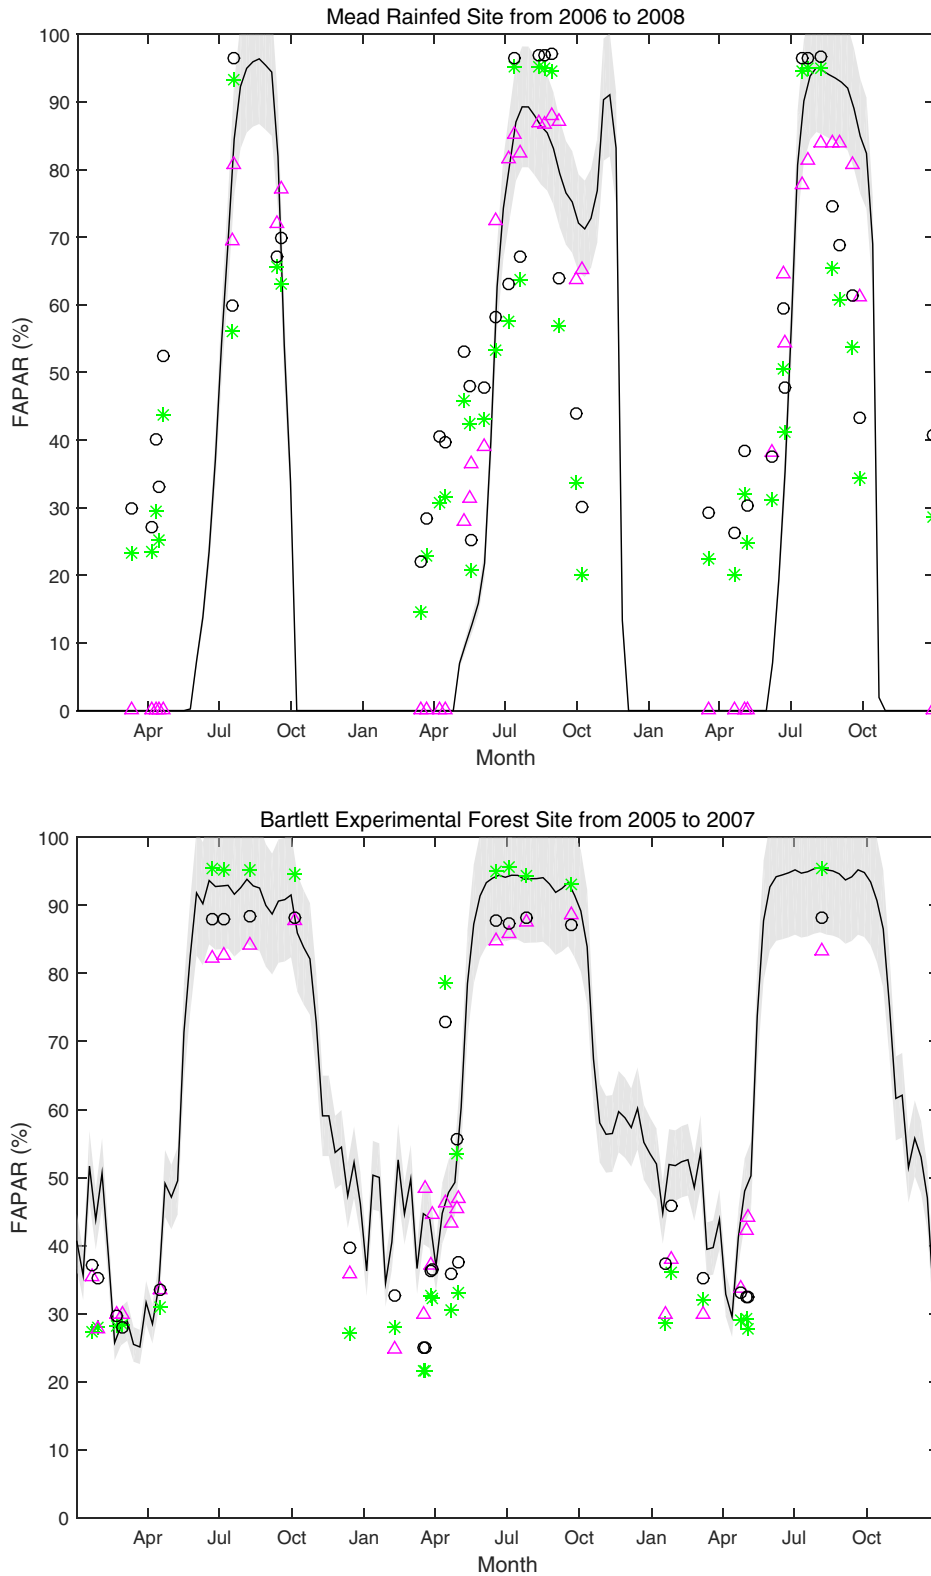 Mead Rainfed Site from 2006 to 2008
100
90
80
70
60
50
40
30
20
10
0
FAPAR (%)
Apr Jul Oct Jan Apr Jul Oct Jan Apr Jul Oct
Month
Bartlett Experimental Forest Site from 2005 to 2007
100
90
80
70
60
50
40
30
20
10
0
FAPAR (%)
Apr Jul Oct Jan Apr Jul Oct Jan Apr Jul Oct
Month